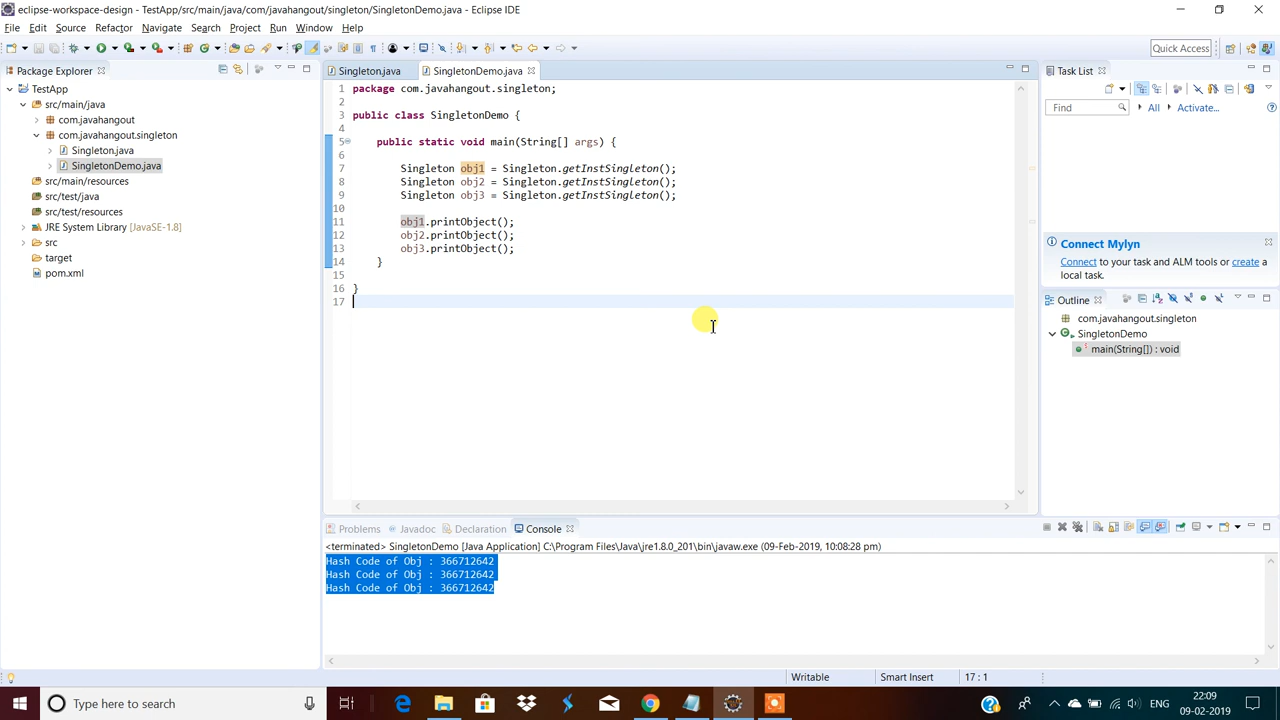 eclipse-workspace-design - TestApp/src/main/java/com/javahangout/singleton/SingletonDemo.java - Eclipse IDE
File Edit Source Refactor Navigate Search Project Run Window Help
Quick Access
Package Explorer
TestApp
src/main/java
com.javahangout
com.javahangout.singleton
Singleton.java
SingletonDemo.java
src/main/resources
src/test/java
src/test/resources
JRE System Library [JavaSE-1.8]
src
target
pom.xml
Singleton.java
SingletonDemo.java
1 package com.javahangout.singleton;
2
3 public class SingletonDemo {
4
5 public static void main(String[] args) {
6
7 Singleton obj1 = Singleton.getInstSingleton();
8 Singleton obj2 = Singleton.getInstSingleton();
9 Singleton obj3 = Singleton.getInstSingleton();
10
11 obj1.printObject();
12 obj2.printObject();
13 obj3.printObject();
14 }
15
16 }
17
Task List
Find All Activate...
Connect Mylyn
Connect to your task and ALM tools or create a
local task.
Outline
com.javahangout.singleton
SingletonDemo
main(String[]) : void
Problems Javadoc Declaration Console
<terminated> SingletonDemo [Java Application] C:\Program Files\Java\jre1.8.0_201\bin\javaw.exe (09-Feb-2019, 10:08:28 pm)
Hash Code of Obj : 366712642
Hash Code of Obj : 366712642
Hash Code of Obj : 366712642
Writable Smart Insert 17 : 1
Type here to search
ENG
22:09
09-02-2019